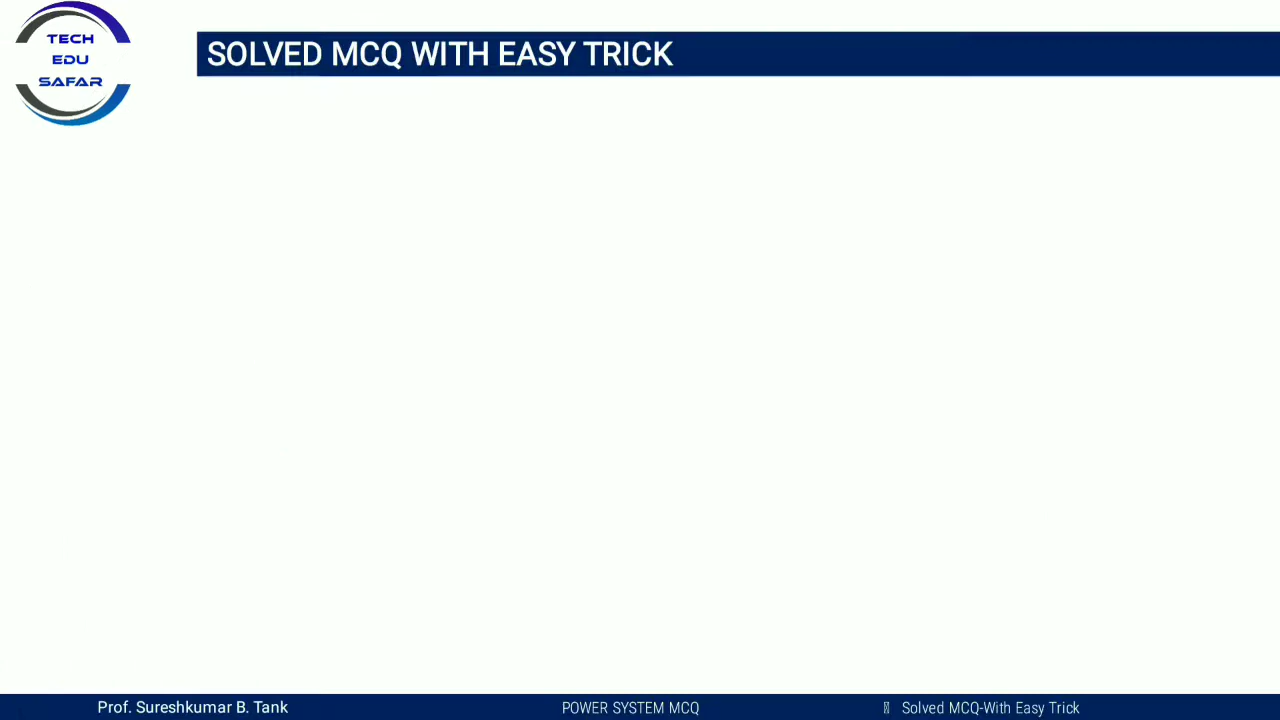 TECH
EDU
SAFAR
SOLVED MCQ WITH EASY TRICK
Prof. Sureshkumar B. Tank
POWER SYSTEM MCQ
Solved MCQ-With Easy Trick